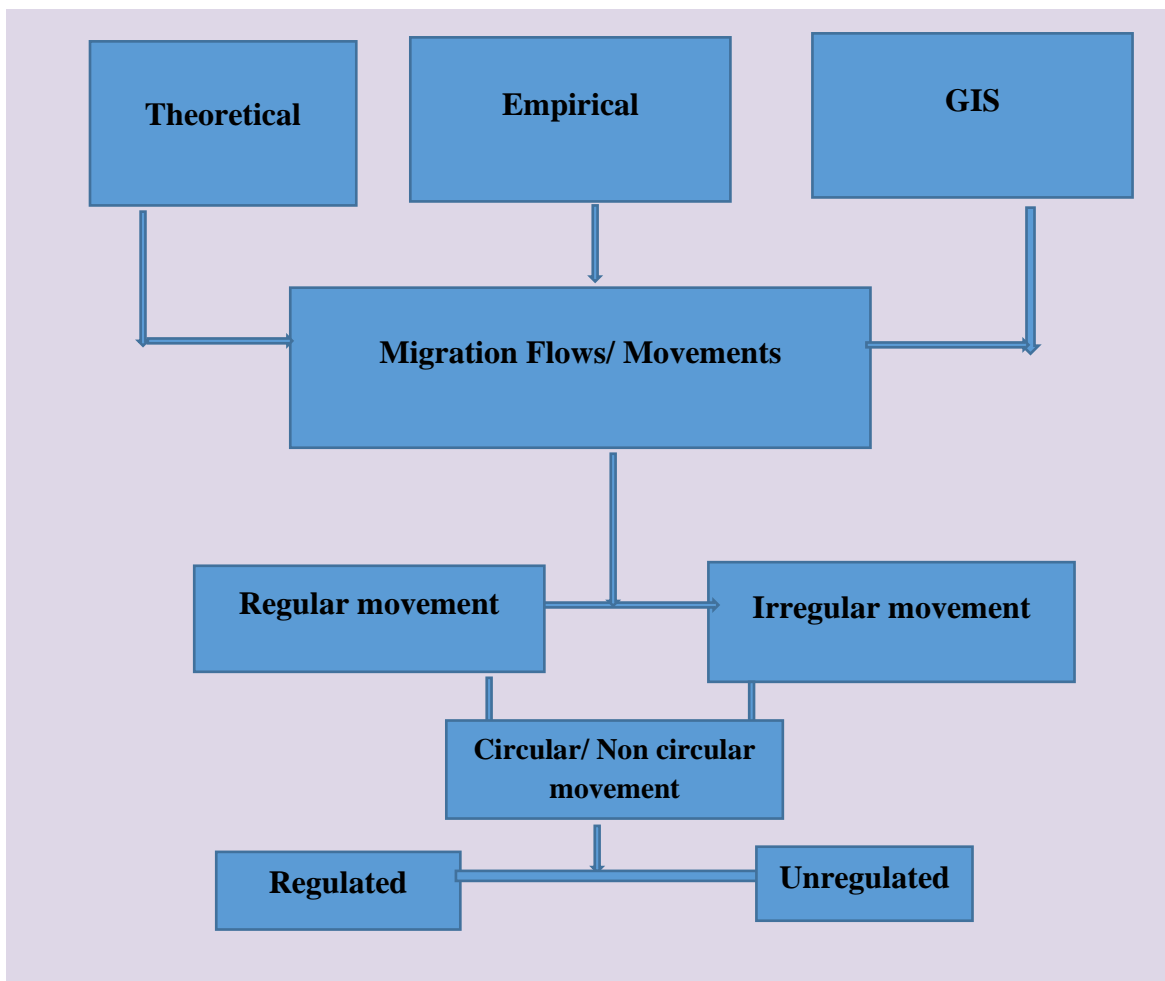 Theoretical
Empirical
GIS
Migration Flows/ Movements
Regular movement
Irregular movement
Circular/ Non circular
movement
Regulated
Unregulated